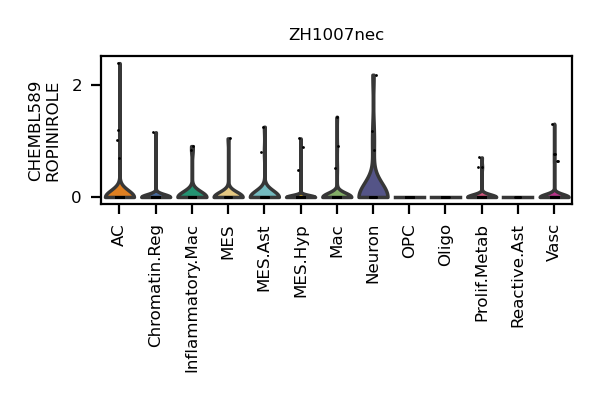 ZH1007nec
CHEMBL589
ROPINIROLE
2
0
AC
Chromatin.Reg
Inflammatory.Mac
MES
MES.Ast
MES.Hyp
Mac
Neuron
OPC
Oligo
Prolif.Metab
Reactive.Ast
Vasc